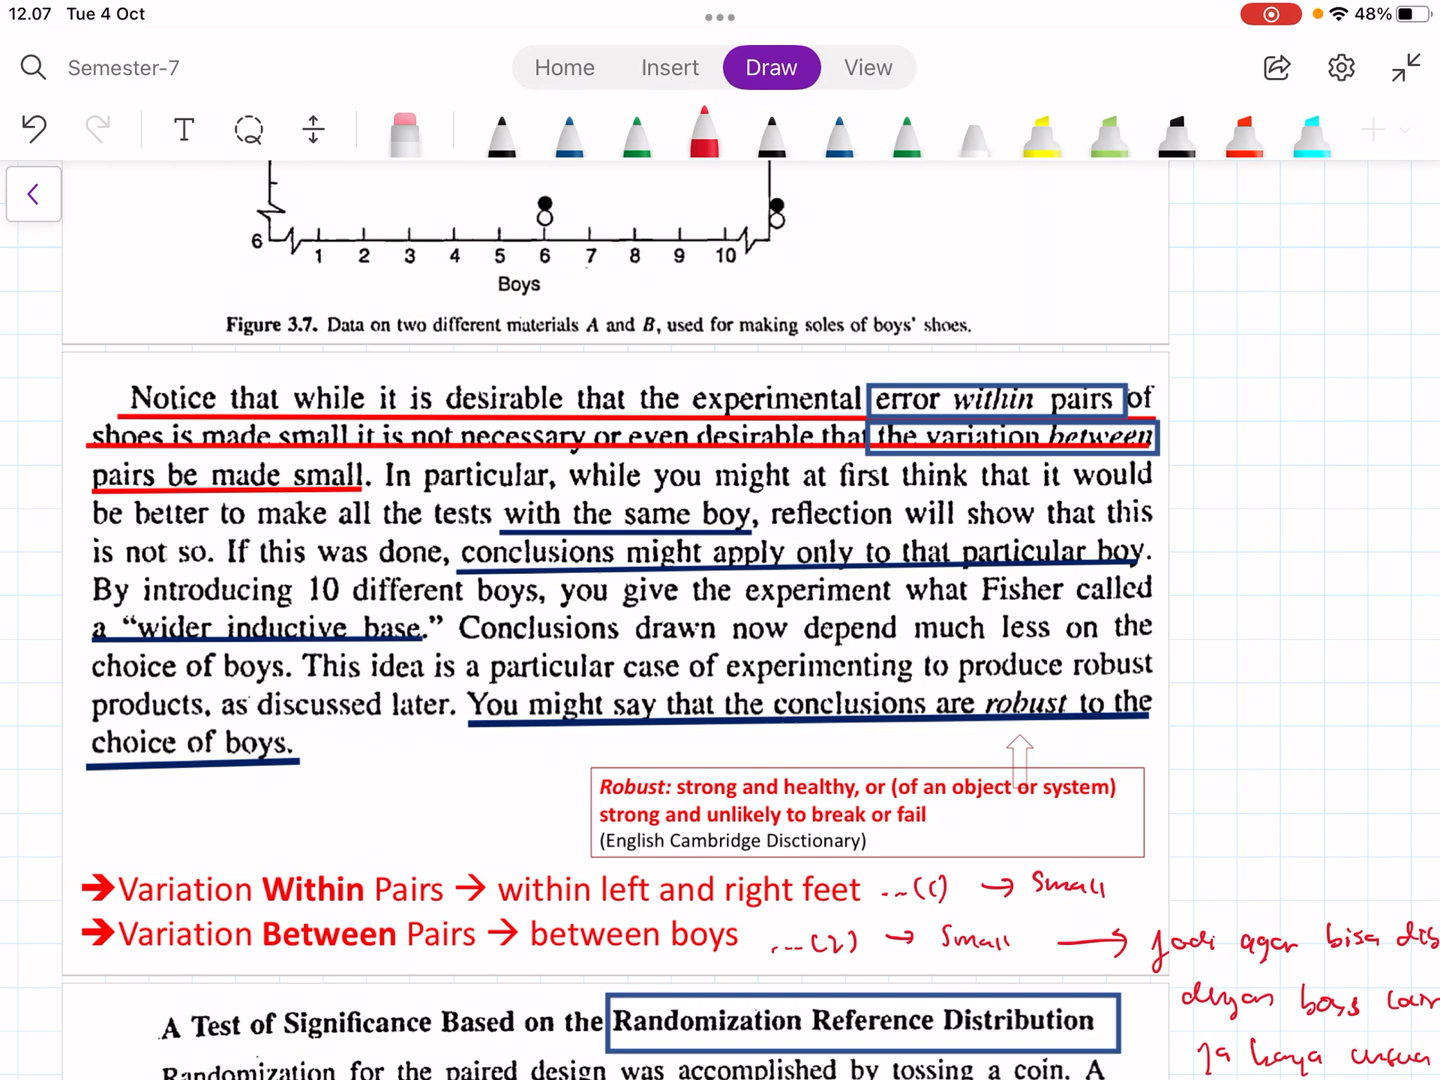 12.07 Tue 4 Oct
48%
Semester-7
Home Insert Draw View
T
6
1 2 3 4 5 6 7 8 9 10
Boys
Figure 3.7. Data on two different materials A and B, used for making soles of boys' shoes.
Notice that while it is desirable that the experimental error within pairs of
shoes is made small it is not necessary or even desirable that the variation between
pairs be made small. In particular, while you might at first think that it would
be better to make all the tests with the same boy, reflection will show that this
is not so. If this was done, conclusions might apply only to that particular boy.
By introducing 10 different boys, you give the experiment what Fisher called
a “wider inductive base.” Conclusions drawn now depend much less on the
choice of boys. This idea is a particular case of experimenting to produce robust
products, as discussed later. You might say that the conclusions are robust to the
choice of boys.
Robust: strong and healthy, or (of an object or system)
strong and unlikely to break or fail
(English Cambridge Disctionary)
➔Variation Within Pairs → within left and right feet ...(1) → Small
➔Variation Between Pairs → between boys ...(2) → Small → Jadi agar bisa
dengan boys
A Test of Significance Based on the Randomization Reference Distribution
Randomization for the paired design was accomplished by tossing a coin. A